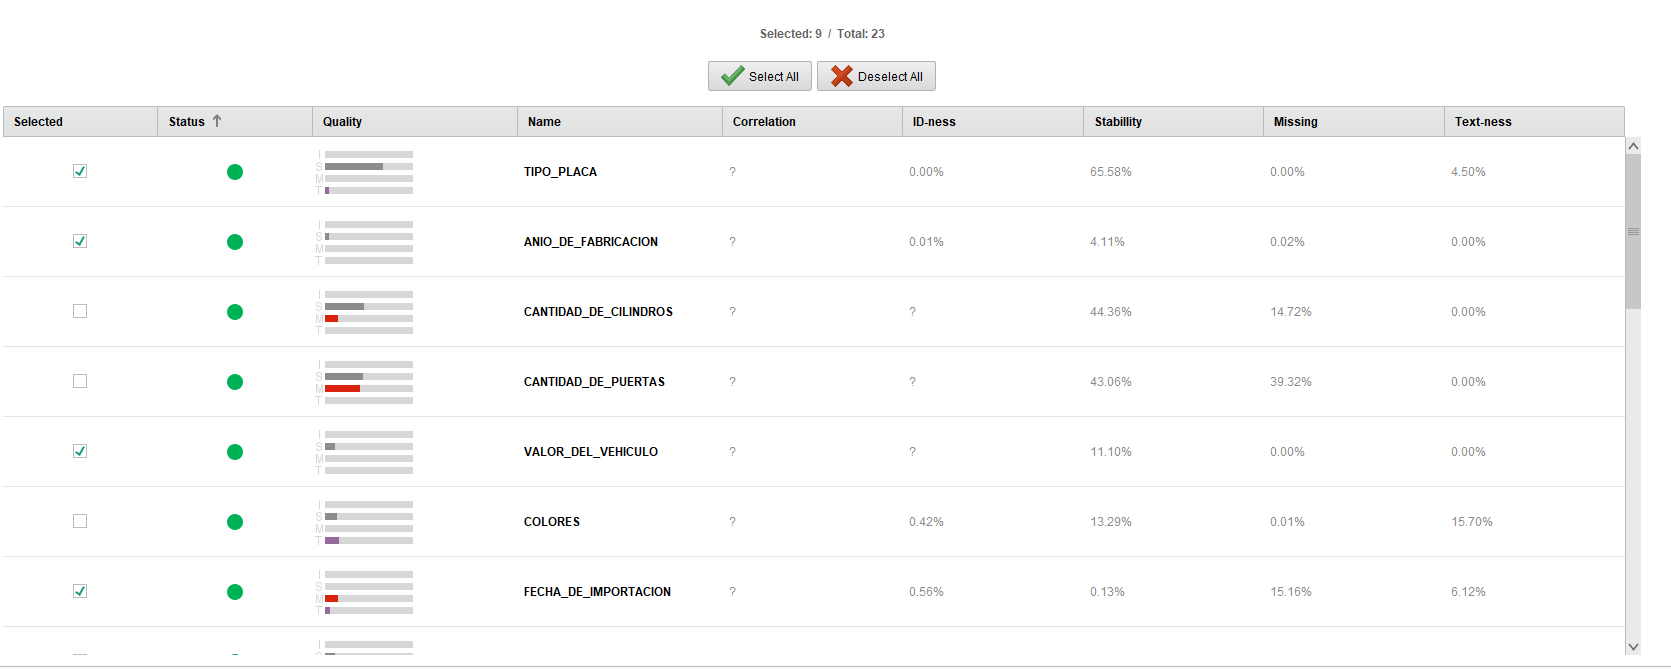 Selected: 9 / Total: 23
Select All Deselect All
Selected Status Quality Name Correlation ID-ness Stabillity Missing Text-ness
I
S
M
T
TIPO_PLACA ? 0.00% 65.58% 0.00% 4.50%
I
S
M
T
ANIO_DE_FABRICACION ? 0.01% 4.11% 0.02% 0.00%
I
S
M
T
CANTIDAD_DE_CILINDROS ? ? 44.36% 14.72% 0.00%
I
S
M
T
CANTIDAD_DE_PUERTAS ? ? 43.06% 39.32% 0.00%
I
S
M
T
VALOR_DEL_VEHICULO ? ? 11.10% 0.00% 0.00%
I
S
M
T
COLORES ? 0.42% 13.29% 0.01% 15.70%
I
S
M
T
FECHA_DE_IMPORTACION ? 0.56% 0.13% 15.16% 6.12%
I
S